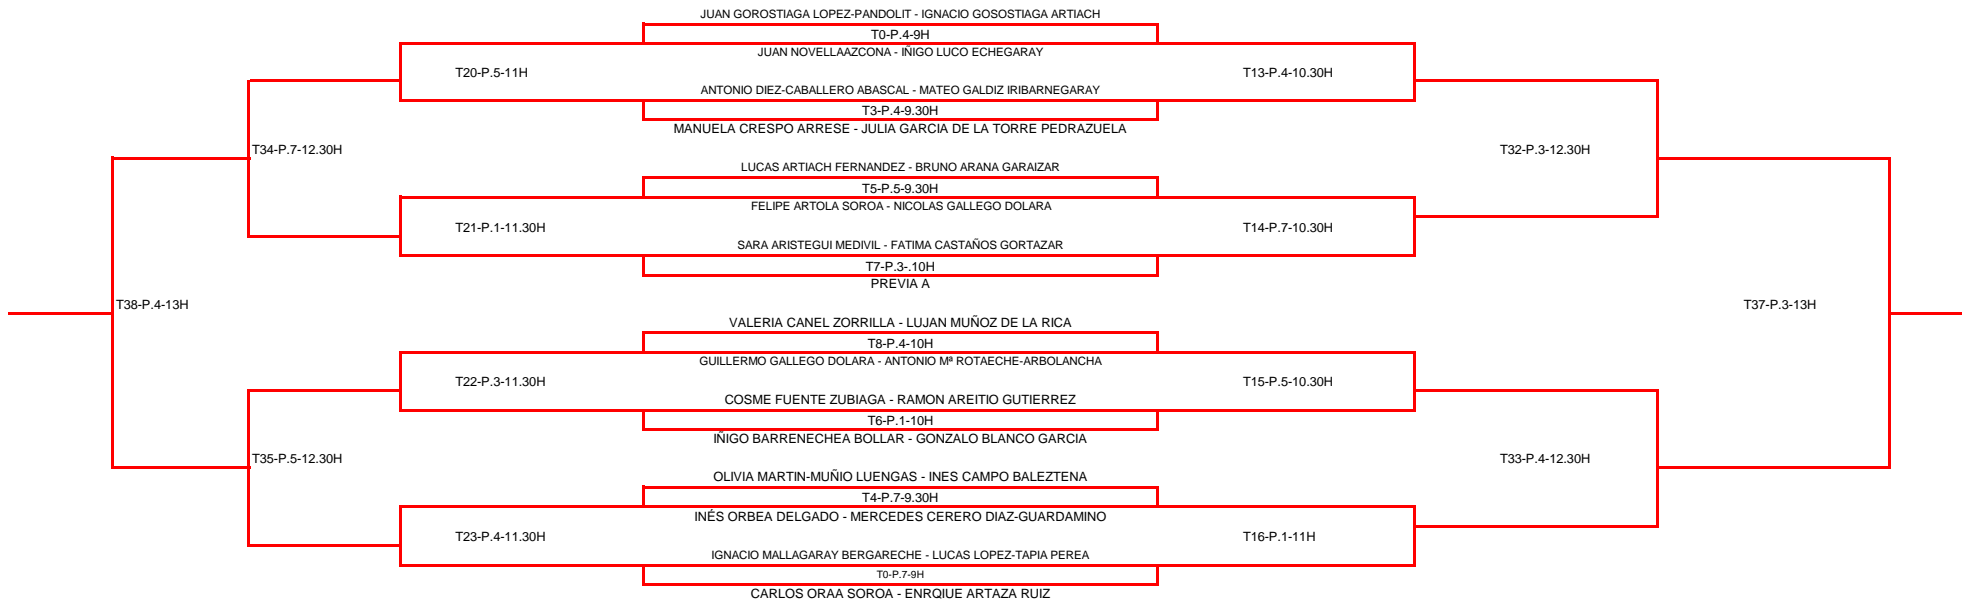 JUAN GOROSTIAGA LOPEZ-PANDOLIT - IGNACIO GOSOSTIAGA ARTIACH
T0-P.4-9H
JUAN NOVELLAAZCONA - IÑIGO LUCO ECHEGARAY
T20-P.5-11H
T13-P.4-10.30H
ANTONIO DIEZ-CABALLERO ABASCAL - MATEO GALDIZ IRIBARNEGARAY
T3-P.4-9.30H
MANUELA CRESPO ARRESE - JULIA GARCIA DE LA TORRE PEDRAZUELA
T34-P.7-12.30H
T32-P.3-12.30H
LUCAS ARTIACH FERNANDEZ - BRUNO ARANA GARAIZAR
T5-P.5-9.30H
FELIPE ARTOLA SOROA - NICOLAS GALLEGO DOLARA
T21-P.1-11.30H
T14-P.7-10.30H
SARA ARISTEGUI MEDIVIL - FATIMA CASTAÑOS GORTAZAR
T7-P.3-.10H
PREVIA A
T38-P.4-13H
T37-P.3-13H
VALERIA CANEL ZORRILLA - LUJAN MUÑOZ DE LA RICA
T8-P.4-10H
GUILLERMO GALLEGO DOLARA - ANTONIO Mª ROTAECHE-ARBOLANCHA
T22-P.3-11.30H
T15-P.5-10.30H
COSME FUENTE ZUBIAGA - RAMON AREITIO GUTIERREZ
T6-P.1-10H
IÑIGO BARRENECHEA BOLLAR - GONZALO BLANCO GARCIA
T35-P.5-12.30H
T33-P.4-12.30H
OLIVIA MARTIN-MUÑIO LUENGAS - INES CAMPO BALEZTENA
T4-P.7-9.30H
INÉS ORBEA DELGADO - MERCEDES CERERO DIAZ-GUARDAMINO
T23-P.4-11.30H
T16-P.1-11H
IGNACIO MALLAGARAY BERGARECHE - LUCAS LOPEZ-TAPIA PEREA
T0-P.7-9H
CARLOS ORAA SOROA - ENRQIUE ARTAZA RUIZ